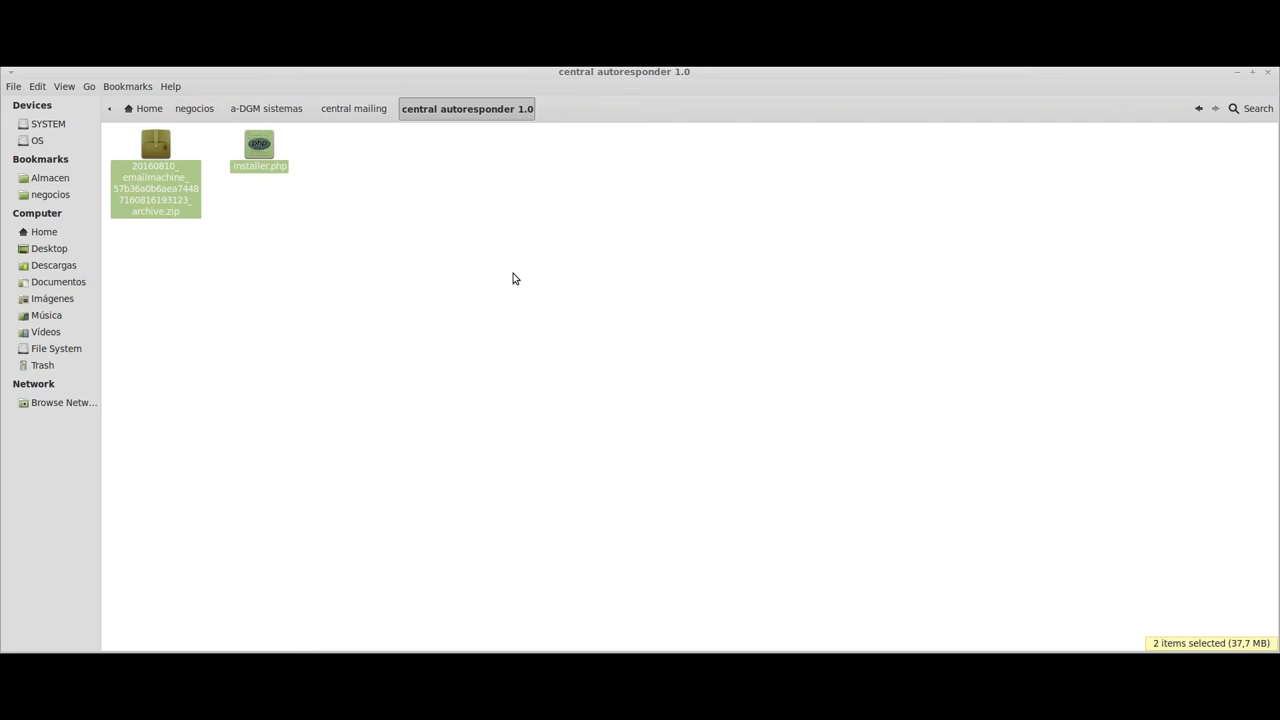 central autoresponder 1.0
File Edit View Go Bookmarks Help
Devices
SYSTEM
OS
Bookmarks
Almacen
negocios
Computer
Home
Desktop
Descargas
Documentos
Imágenes
Música
Vídeos
File System
Trash
Network
Browse Netw...
Home negocios a-DGM sistemas central mailing central autoresponder 1.0 Search
20160810_
emailmachine_
57b36a0b6aea7448
7160816193123_
archive.zip
php
installer.php
2 items selected (37,7 MB)